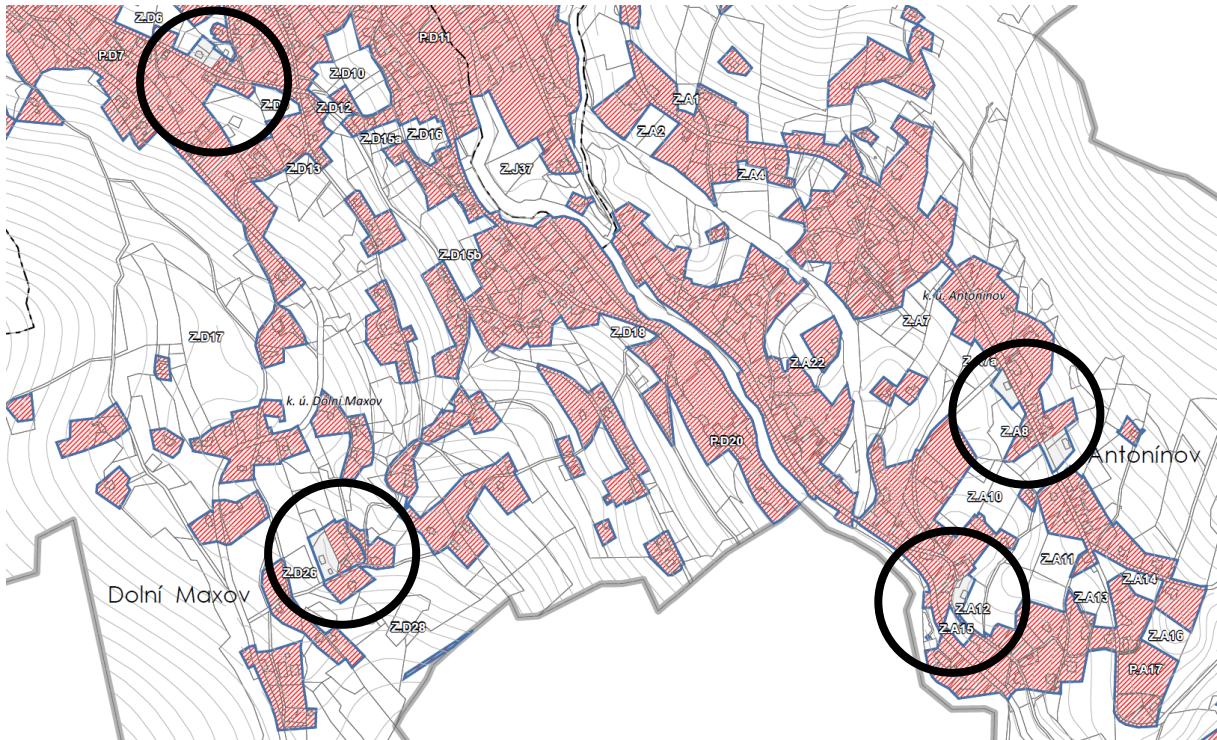 Z.D6
P.D7
P.D11
Z.D10
Z.D12
Z.D15a
Z.D16
Z.D13
Z.J37
Z.A1
Z.A2
Z.A4
Z.D15b
k. ú. Antonínov
Z.A7
Z.D17
Z.D18
Z.A22
k. ú. Dolní Maxov
Z.A8
P.D20
Antonínov
Z.A10
Z.D26
Z.A11
Z.A14
Dolní Maxov
Z.A13
Z.A12
Z.D28
Z.A15
Z.A16
P.A17